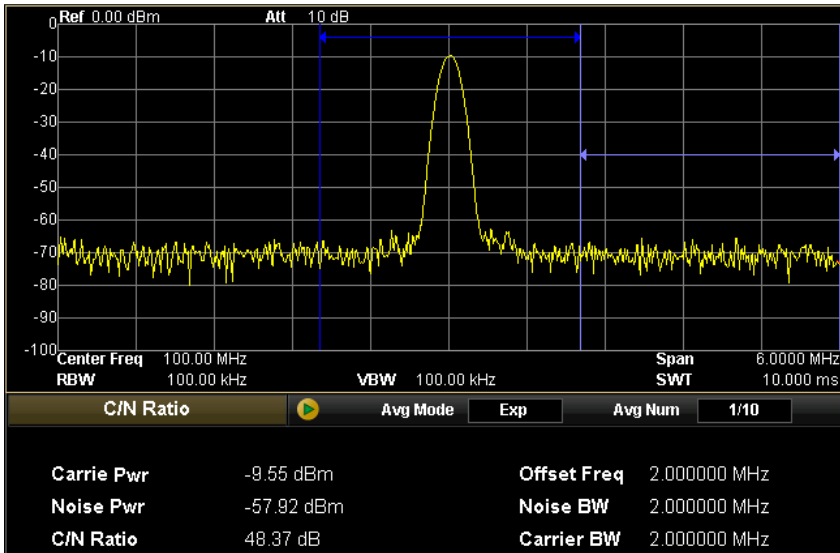 Ref 0.00 dBm Att 10 dB
0
-10
-20
-30
-40
-50
-60
-70
-80
-90
-100
Center Freq 100.00 MHz Span 6.0000 MHz
RBW 100.00 kHz VBW 100.00 kHz SWT 10.000 ms
C/N Ratio Avg Mode Exp Avg Num 1/10
Carrie Pwr -9.55 dBm Offset Freq 2.000000 MHz
Noise Pwr -57.92 dBm Noise BW 2.000000 MHz
C/N Ratio 48.37 dB Carrier BW 2.000000 MHz